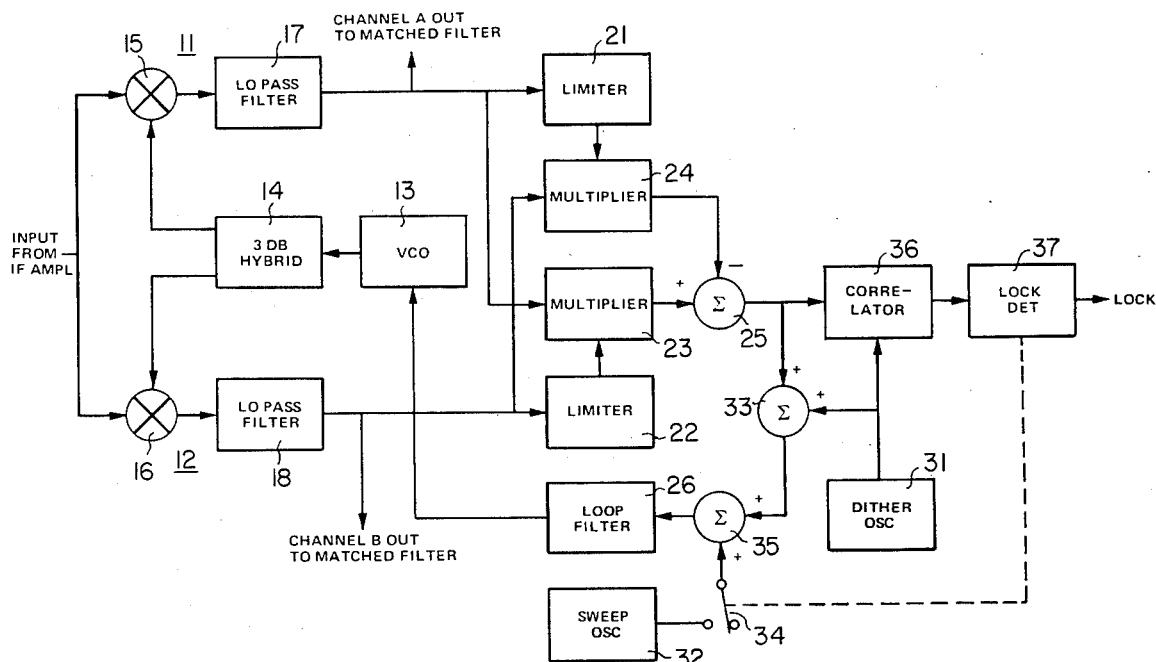 CHANNEL A OUT
TO MATCHED FILTER
15
11
17
21
LO PASS
FILTER
LIMITER
24
MULTIPLIER
14
13
INPUT
FROM
IF AMPL
3 DB
HYBRID
VCO
36
37
−
+
MULTIPLIER
Σ
CORRE-
LATOR
LOCK
DET
LOCK
23
25
+
+
LO PASS
FILTER
LIMITER
33
Σ
16
12
18
22
31
26
+
DITHER
OSC
LOOP
FILTER
Σ
35
CHANNEL B OUT
TO MATCHED FILTER
+
SWEEP
OSC
34
32